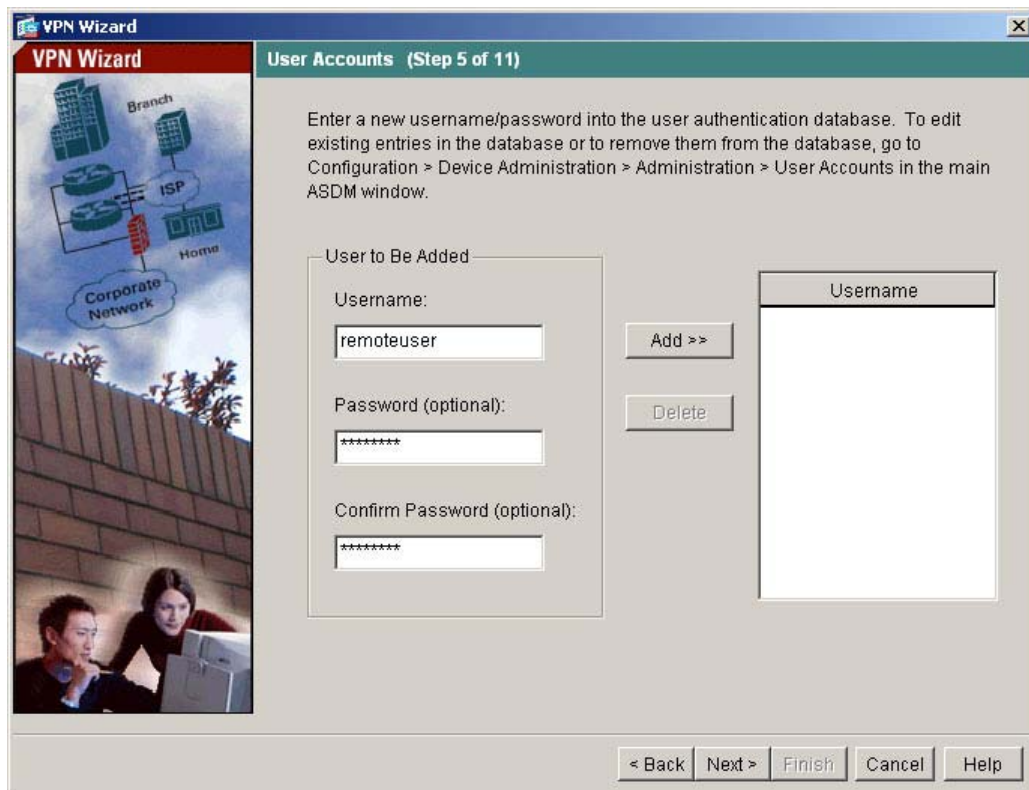 VPN Wizard
VPN Wizard
Branch
ISP
Home
Corporate
Network
User Accounts (Step 5 of 11)
Enter a new username/password into the user authentication database. To edit
existing entries in the database or to remove them from the database, go to
Configuration > Device Administration > Administration > User Accounts in the main
ASDM window.
User to Be Added
Username:
remoteuser
Password (optional):
********
Confirm Password (optional):
********
Add >>
Delete
Username
< Back
Next >
Finish
Cancel
Help